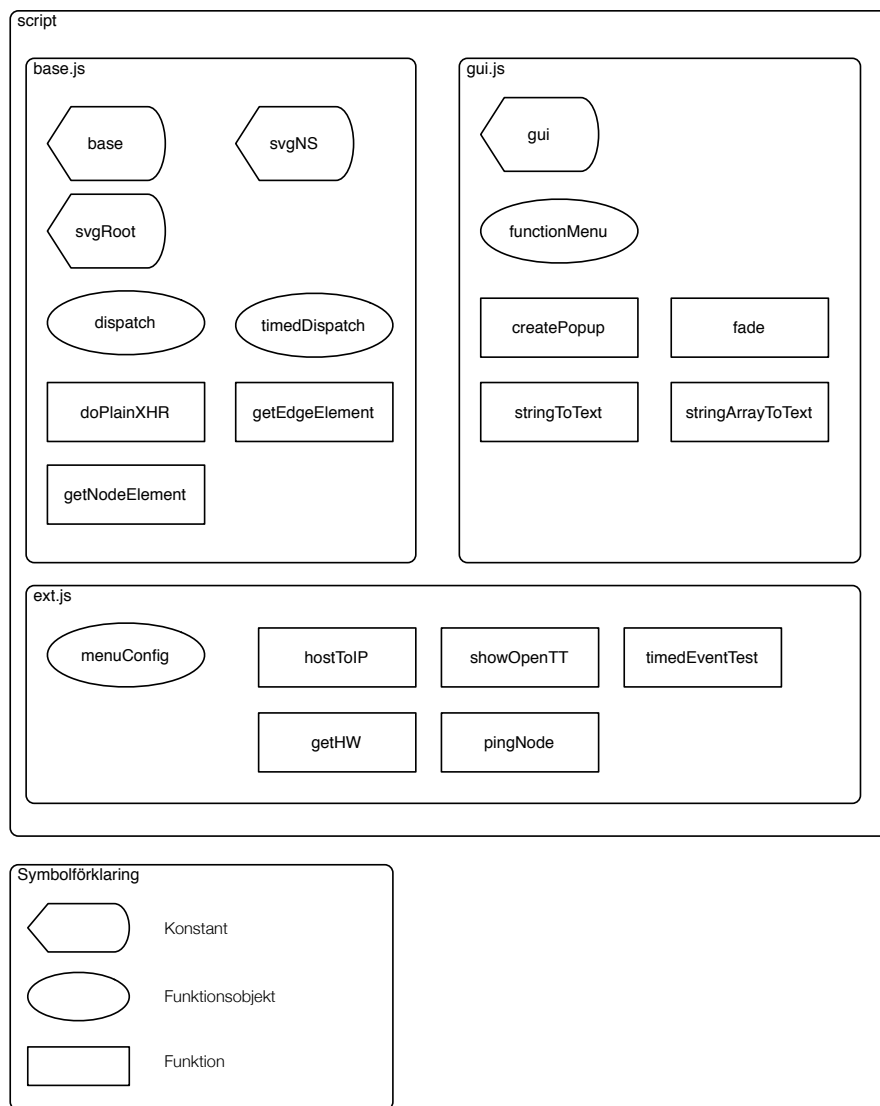 script
base.js
base
svgNS
svgRoot
dispatch
timedDispatch
doPlainXHR
getEdgeElement
getNodeElement
gui.js
gui
functionMenu
createPopup
fade
stringToText
stringArrayToText
ext.js
menuConfig
hostToIP
showOpenTT
timedEventTest
getHW
pingNode
Symbolförklaring
Konstant
Funktionsobjekt
Funktion